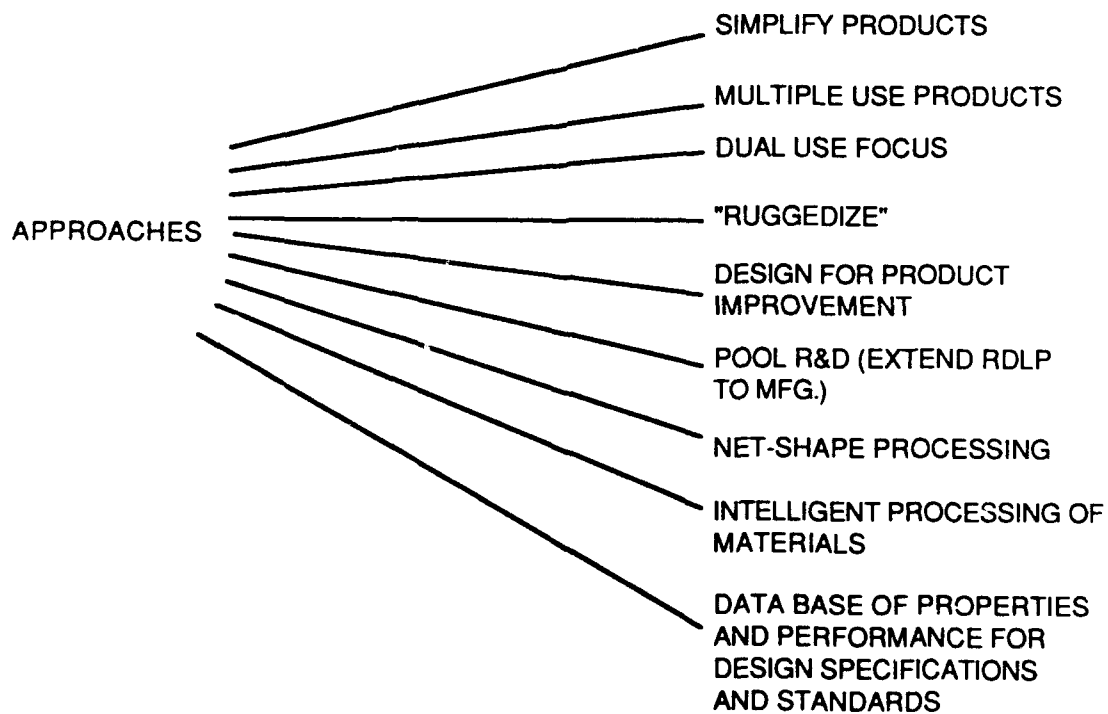 SIMPLIFY PRODUCTS
MULTIPLE USE PRODUCTS
DUAL USE FOCUS
APPROACHES
"RUGGEDIZE"
DESIGN FOR PRODUCT
IMPROVEMENT
POOL R&D (EXTEND RDLP
TO MFG.)
NET-SHAPE PROCESSING
INTELLIGENT PROCESSING OF
MATERIALS
DATA BASE OF PROPERTIES
AND PERFORMANCE FOR
DESIGN SPECIFICATIONS
AND STANDARDS